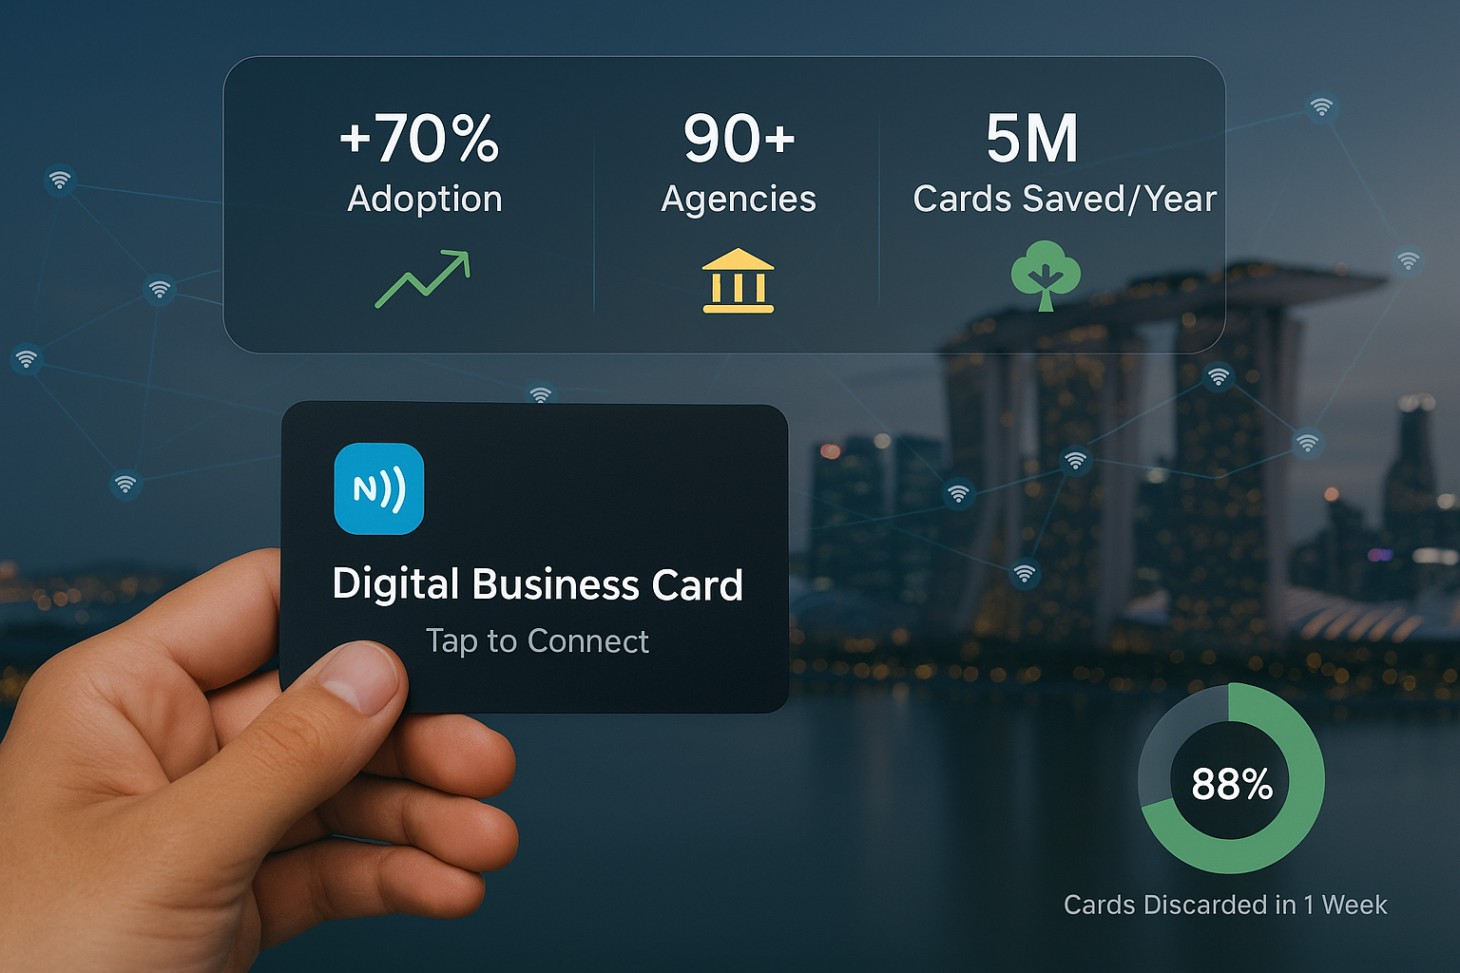 +70%
Adoption
90+
Agencies
5M
Cards Saved/Year
N
Digital Business Card
Tap to Connect
88%
Cards Discarded in 1 Week